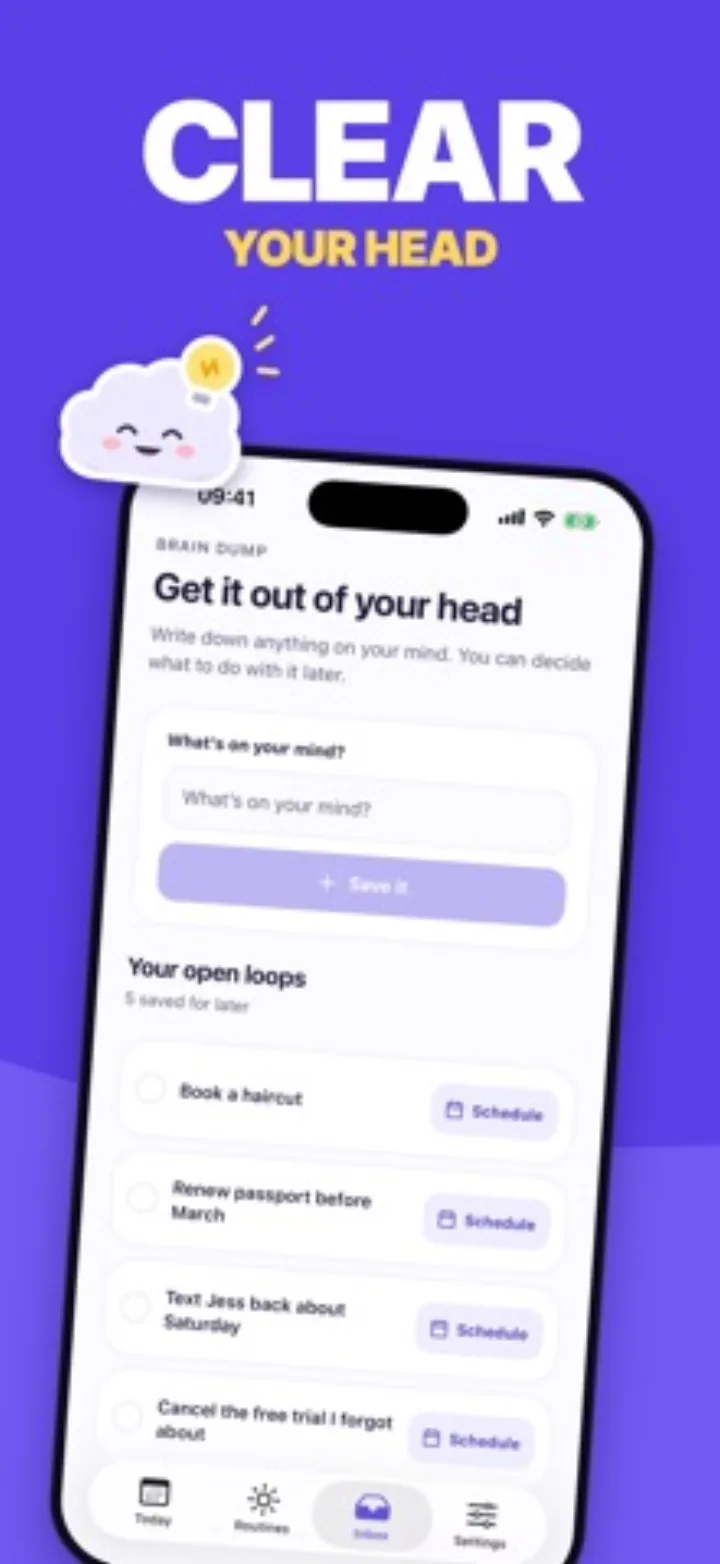 CLEAR
YOUR HEAD
09:41
BRAIN DUMP
Get it out of your head
Write down anything on your mind. You can decide
what to do with it later.
What's on your mind?
What's on your mind?
+ Save it
Your open loops
5 saved for later
Book a haircut
Schedule
Renew passport before
March
Schedule
Text Jess back about
Saturday
Schedule
Cancel the free trial I forgot
about
Schedule
Today
Routines
Inbox
Settings